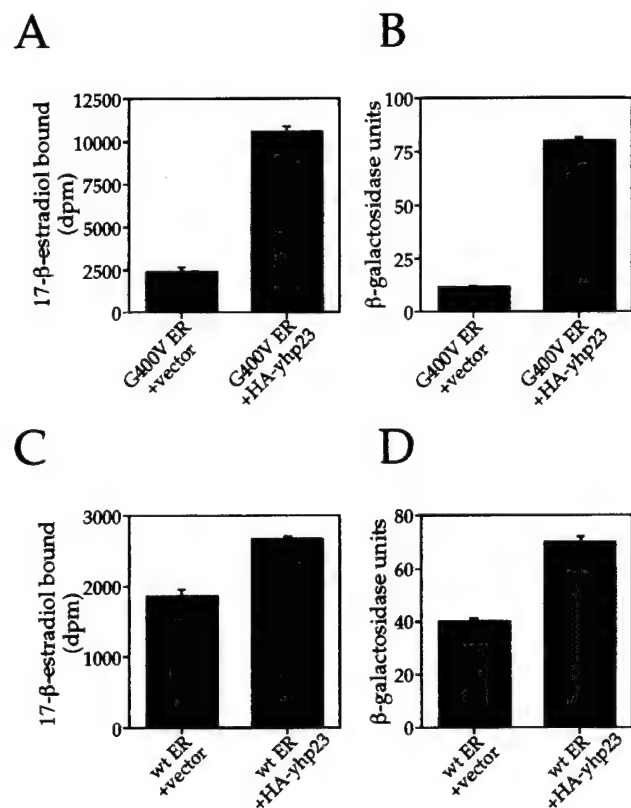 A
17-β-estradiol bound
(dpm)
12500
10000
7500
5000
2500
0
G400V ER
+vector
G400V ER
+HA-yhp23
B
β-galactosidase units
100
75
50
25
0
G400V ER
+vector
G400V ER
+HA-yhp23
C
17-β-estradiol bound
(dpm)
3000
2000
1000
0
wt ER
+vector
wt ER
+HA-yhp23
D
β-galactosidase units
80
60
40
20
0
wt ER
+vector
wt ER
+HA-yhp23